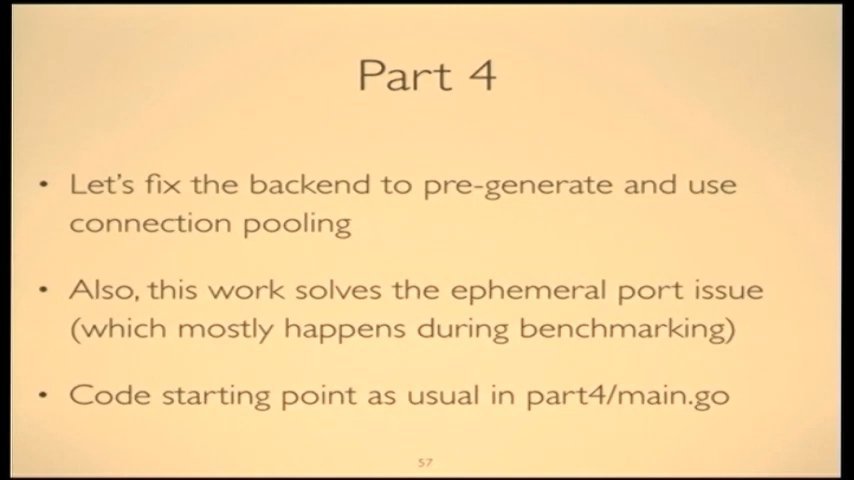 Part 4
• Let's fix the backend to pre-generate and use
connection pooling
• Also, this work solves the ephemeral port issue
(which mostly happens during benchmarking)
• Code starting point as usual in part4/main.go
57